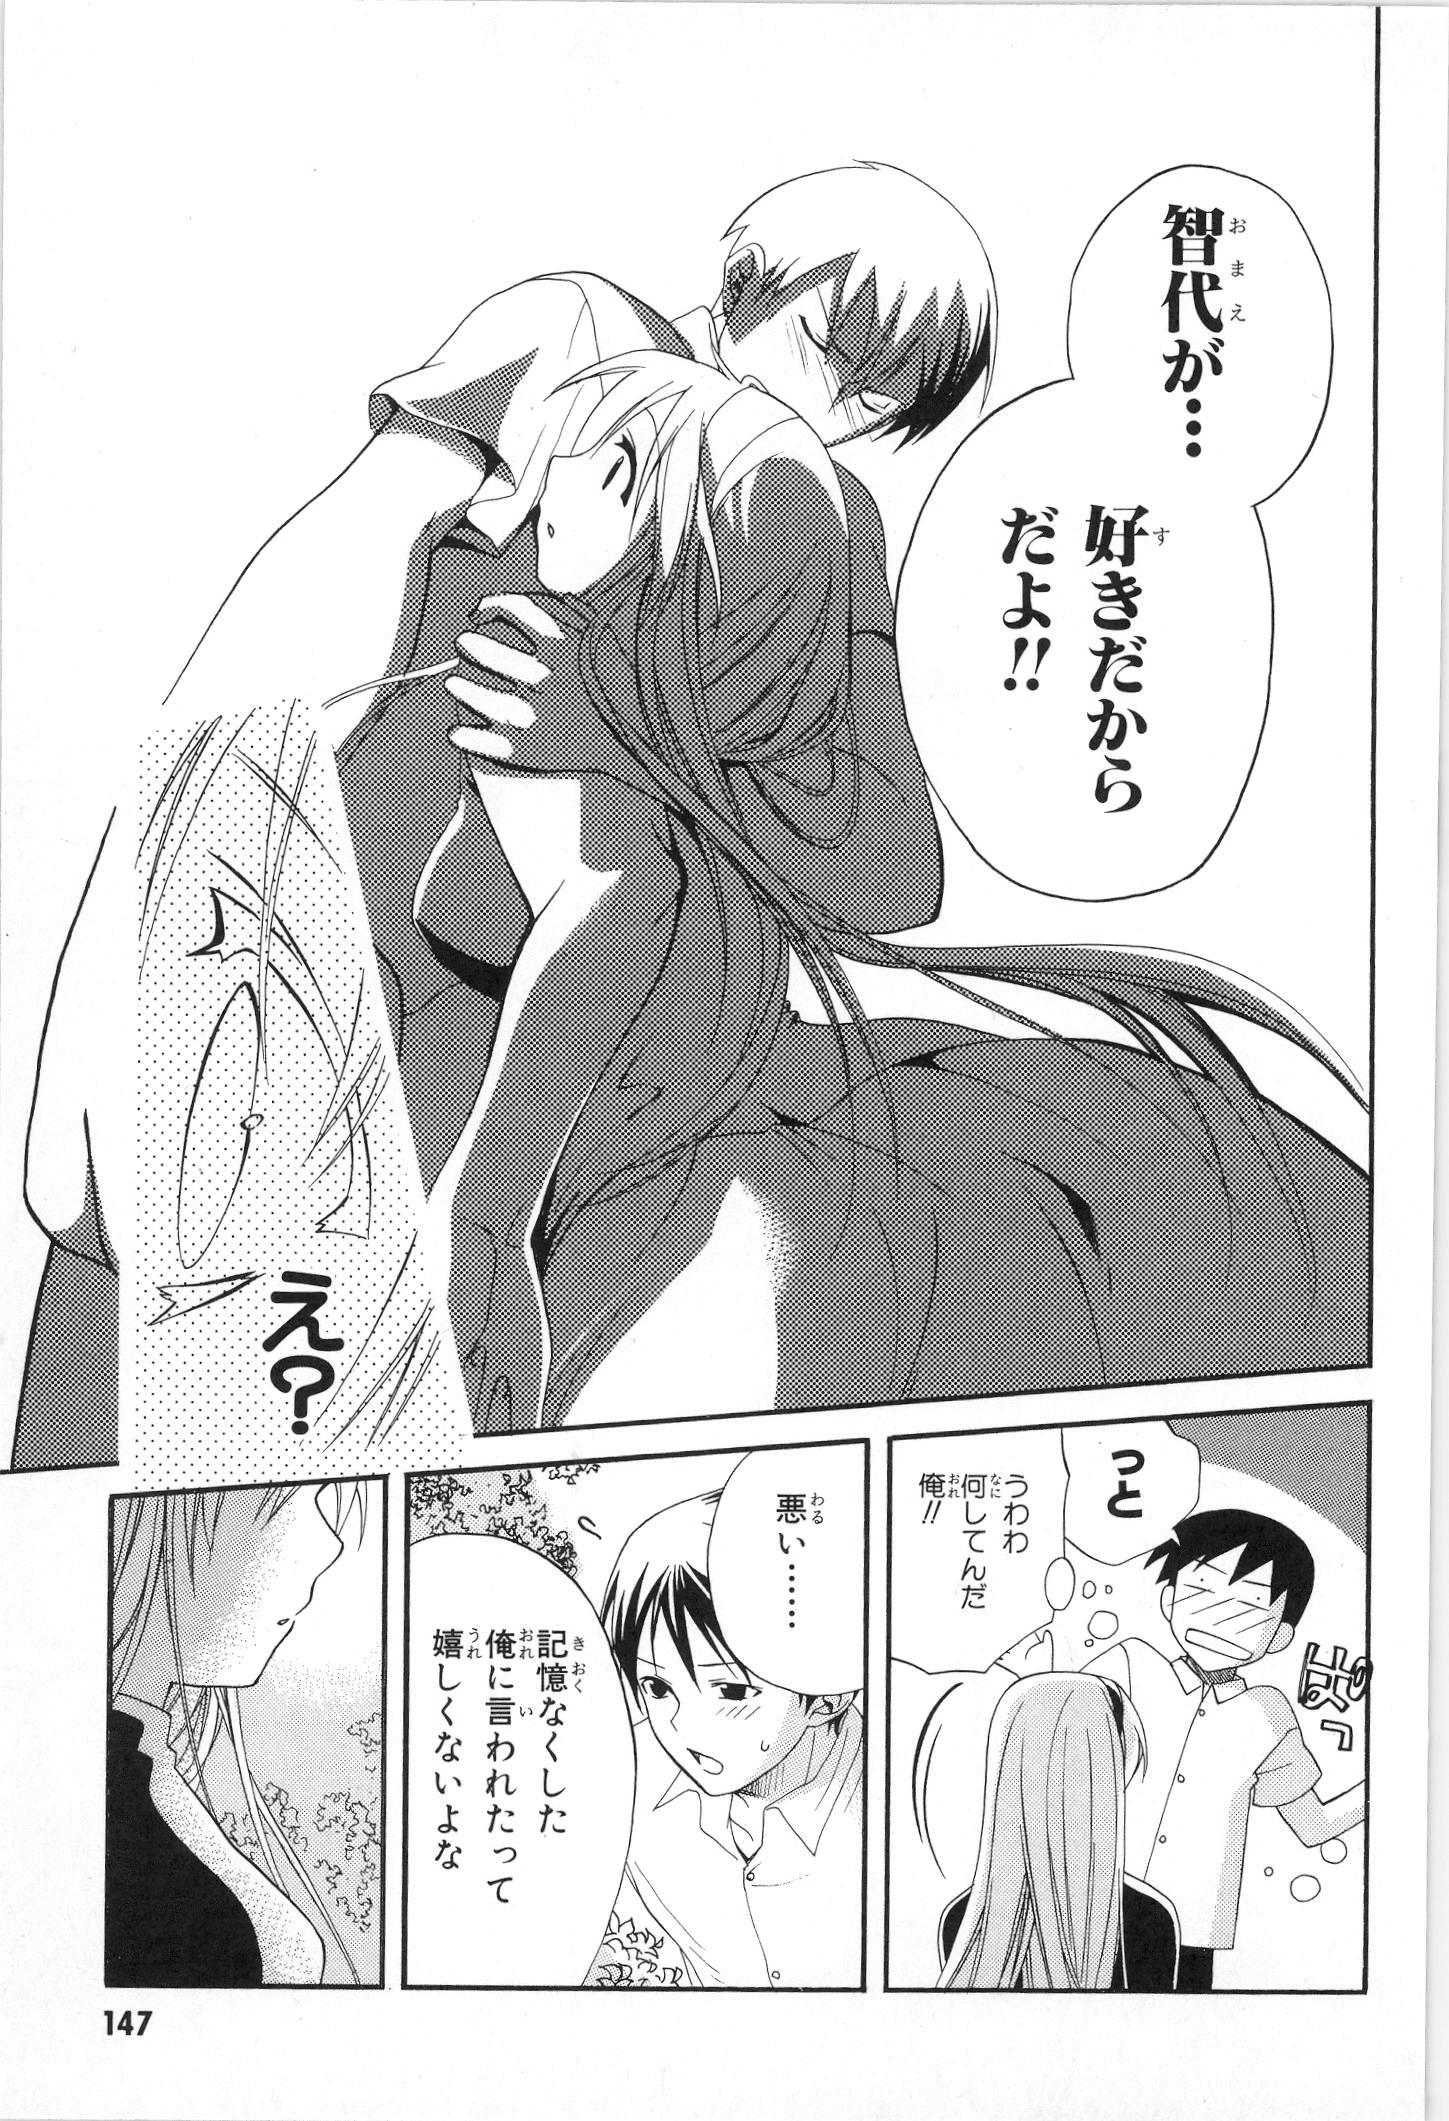 智代が…
好きだから
だよ!!
え?
っと
うわわ
何してんだ
俺!!
ぱっ
悪い……
記憶なくした
俺に言われたって
嬉しくないよな
147